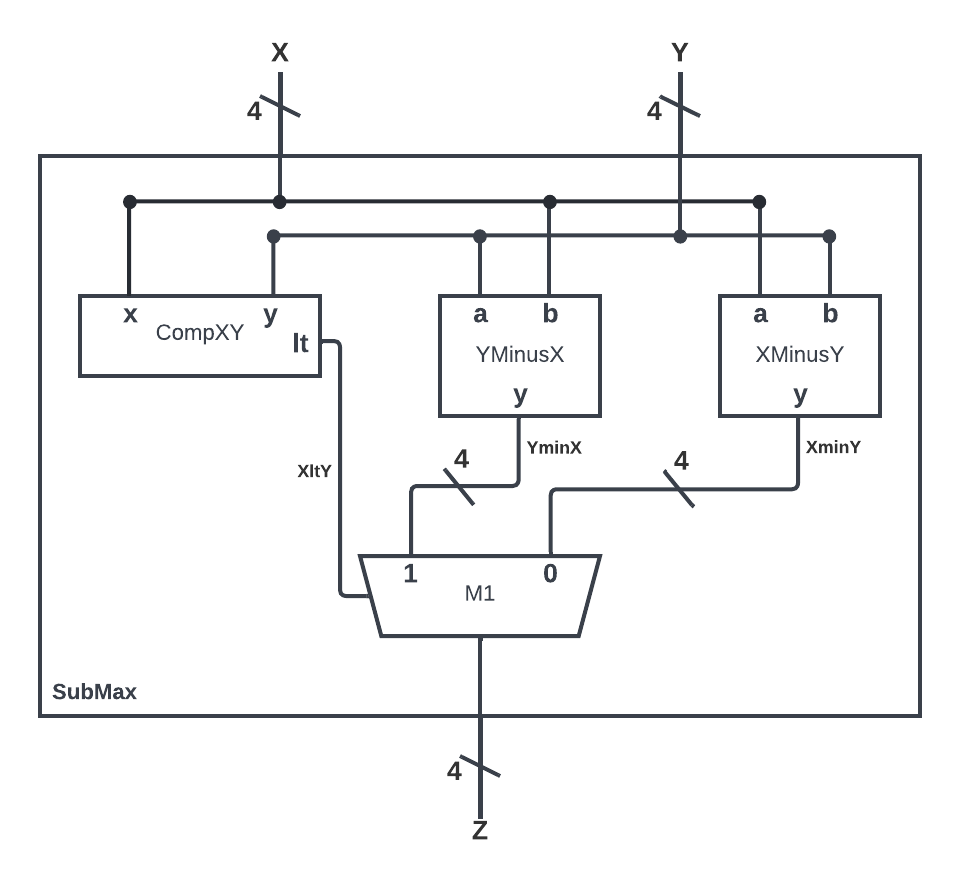 X Y
4 4
x y a b a b
CompXY
lt
YMinusX XMinusY
y y
YminX XminY
4 4
XltY
1 0
M1
SubMax
4
Z